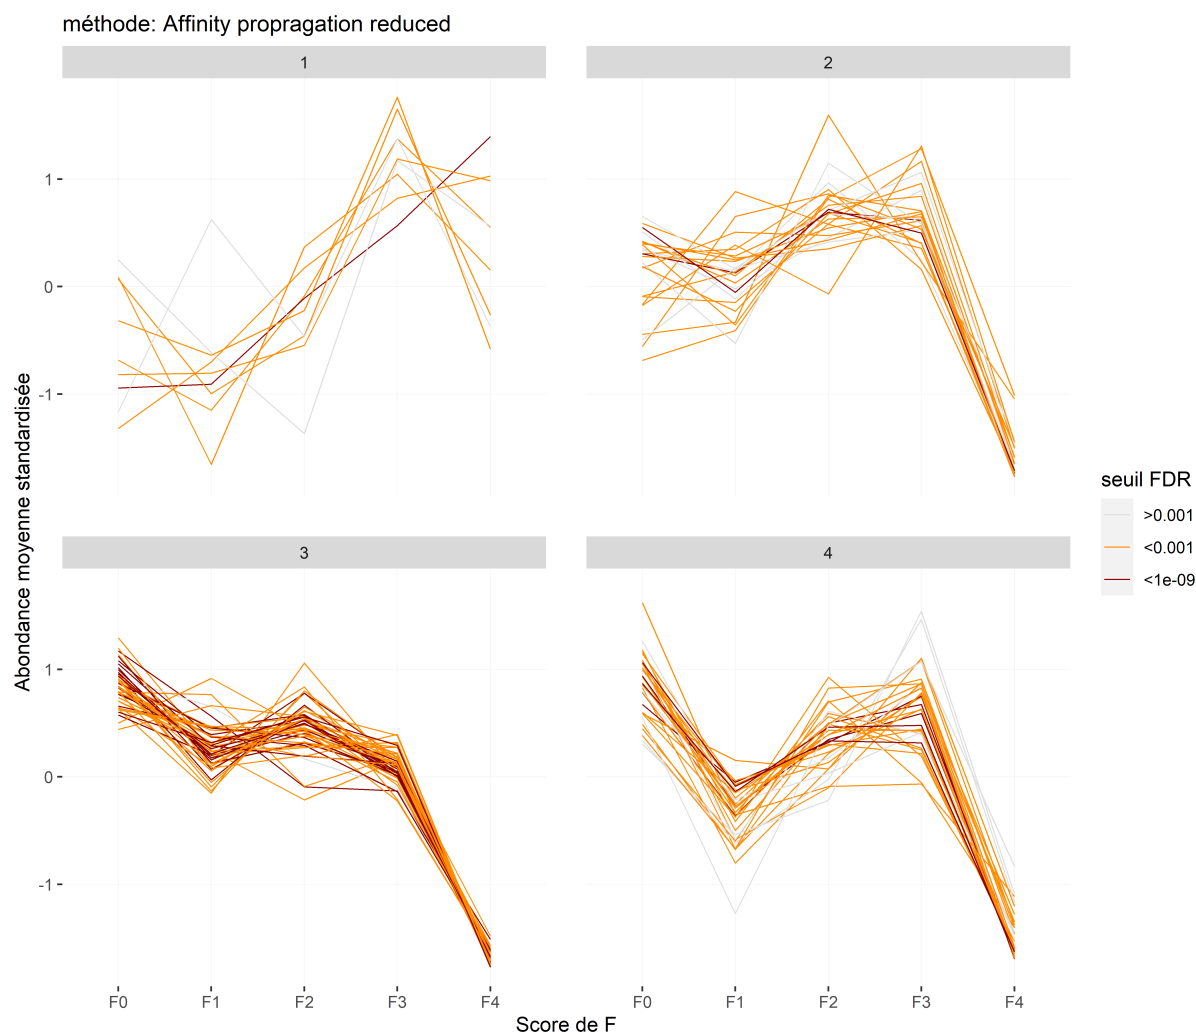 méthode: Affinity propragation reduced
1
2
1
0
-1
3
4
1
0
-1
F0
F1
F2
F3
F4
F0
F1
F2
F3
F4
Score de F
Abondance moyenne standardisée
seuil FDR
>0.001
<0.001
<1e-09